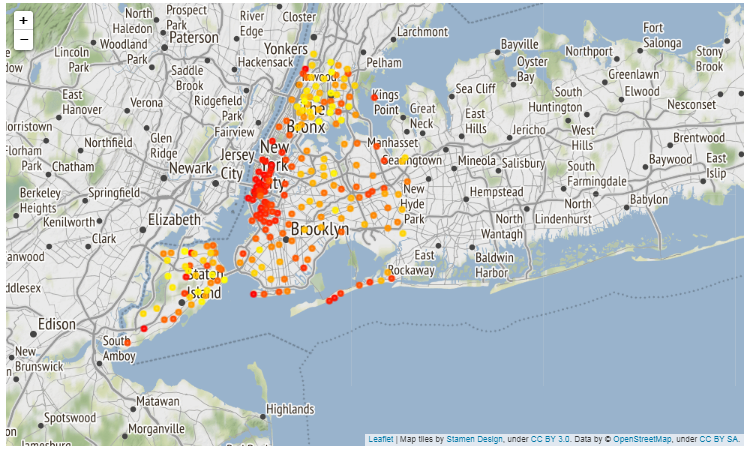 +
−
North
Haledon
Prospect
Park
River
Edge
Closter
Larchmont
Fort
Salonga
Stony
Brook
Lincoln
Park
Woodland
Park
Paterson
Yonkers
Hackensack
Pelham
Bayville
Oyster
Bay
Northport
Saddle
Brook
Greenlawn
Elwood
Nesconset
East
Hanover
Verona
Ridgefield
Park
Kings
Point
Sea Cliff
South
Huntington
Great
Neck
East
Hills
Jericho
West
Hills
Brentwood
Northfield
Glen
Ridge
Fairview
Bronx
Manhasset
Florham
Park
Chatham
Newark
Jersey
City
New
Mineola
Salisbury
South
Farmingdale
Baywood
East
Islip
Berkeley
Heights
Springfield
New
Hyde
Park
Hempstead
North
Lindenhurst
Babylon
Kenilworth
Elizabeth
Clark
Brooklyn
North
Wantagh
East
Rockaway
Baldwin
Harbor
Staten
Island
Edison
South
Amboy
New
Brunswick
Matawan
Highlands
Spotswood
Morganville
Leaflet | Map tiles by Stamen Design, under CC BY 3.0. Data by © OpenStreetMap, under CC BY SA.